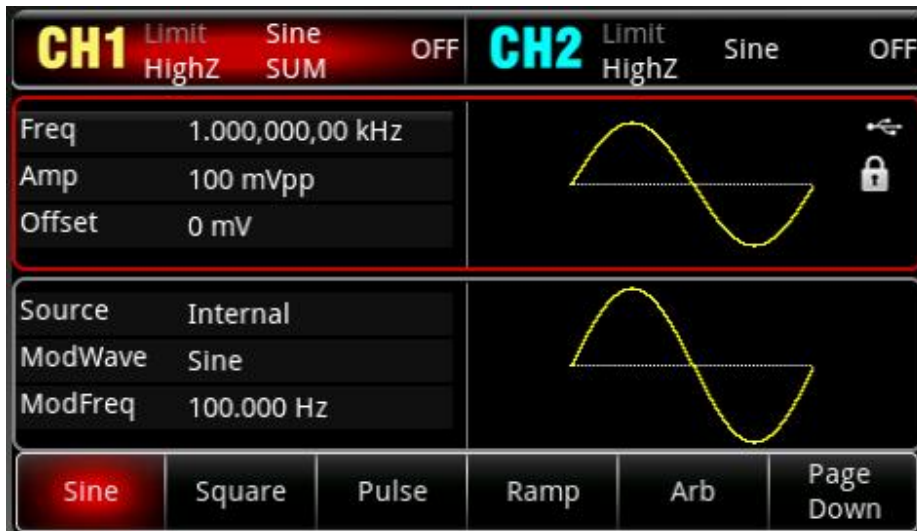 CH1 Limit Sine OFF CH2 Limit Sine OFF
HighZ SUM HighZ
Freq 1.000,000,00 kHz
Amp 100 mVpp
Offset 0 mV
Source Internal
ModWave Sine
ModFreq 100.000 Hz
Sine Square Pulse Ramp Arb Page Down